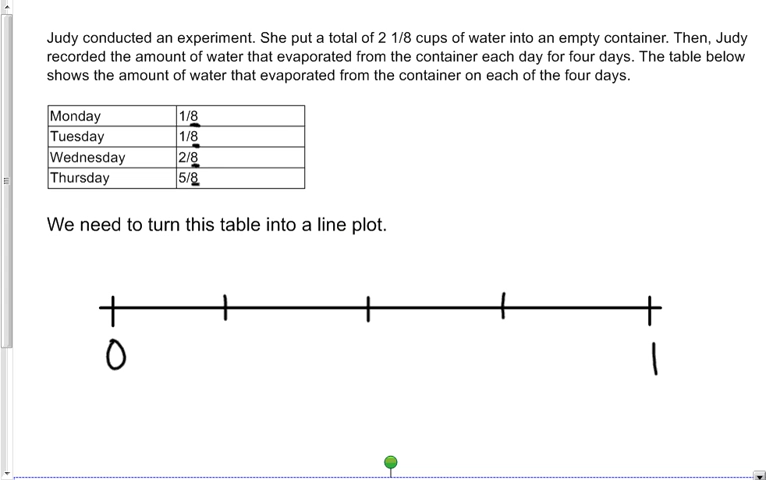 Judy conducted an experiment. She put a total of 2 1/8 cups of water into an empty container. Then, Judy
recorded the amount of water that evaporated from the container each day for four days. The table below
shows the amount of water that evaporated from the container on each of the four days.
Monday 1/8
Tuesday 1/8
Wednesday 2/8
Thursday 5/8
We need to turn this table into a line plot.
0 1